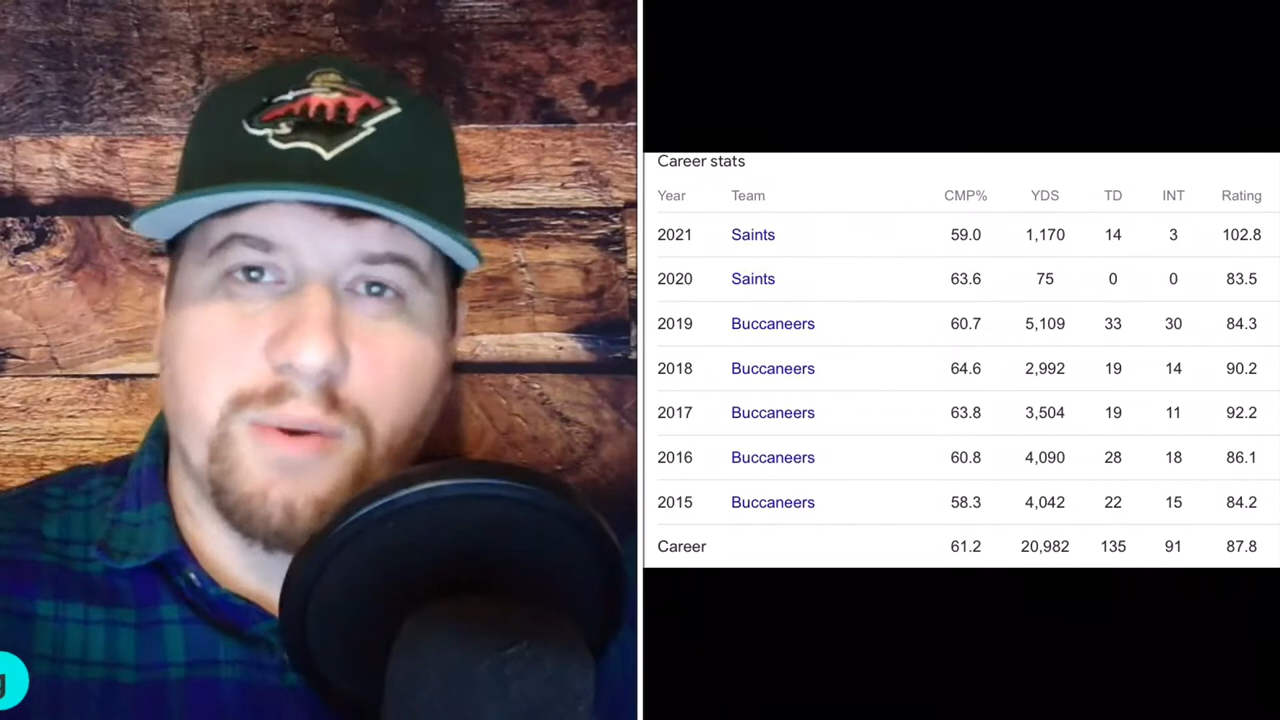 Career stats
Year Team CMP% YDS TD INT Rating
2021 Saints 59.0 1,170 14 3 102.8
2020 Saints 63.6 75 0 0 83.5
2019 Buccaneers 60.7 5,109 33 30 84.3
2018 Buccaneers 64.6 2,992 19 14 90.2
2017 Buccaneers 63.8 3,504 19 11 92.2
2016 Buccaneers 60.8 4,090 28 18 86.1
2015 Buccaneers 58.3 4,042 22 15 84.2
Career 61.2 20,982 135 91 87.8